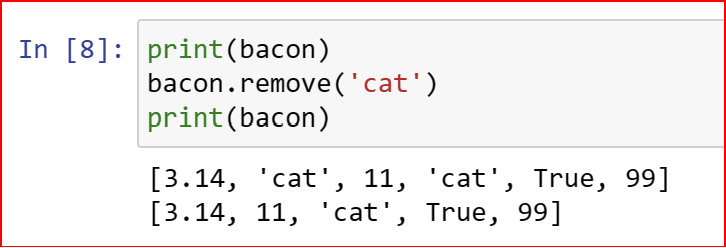 In [8]: print(bacon)
bacon.remove('cat')
print(bacon)
[3.14, 'cat', 11, 'cat', True, 99]
[3.14, 11, 'cat', True, 99]